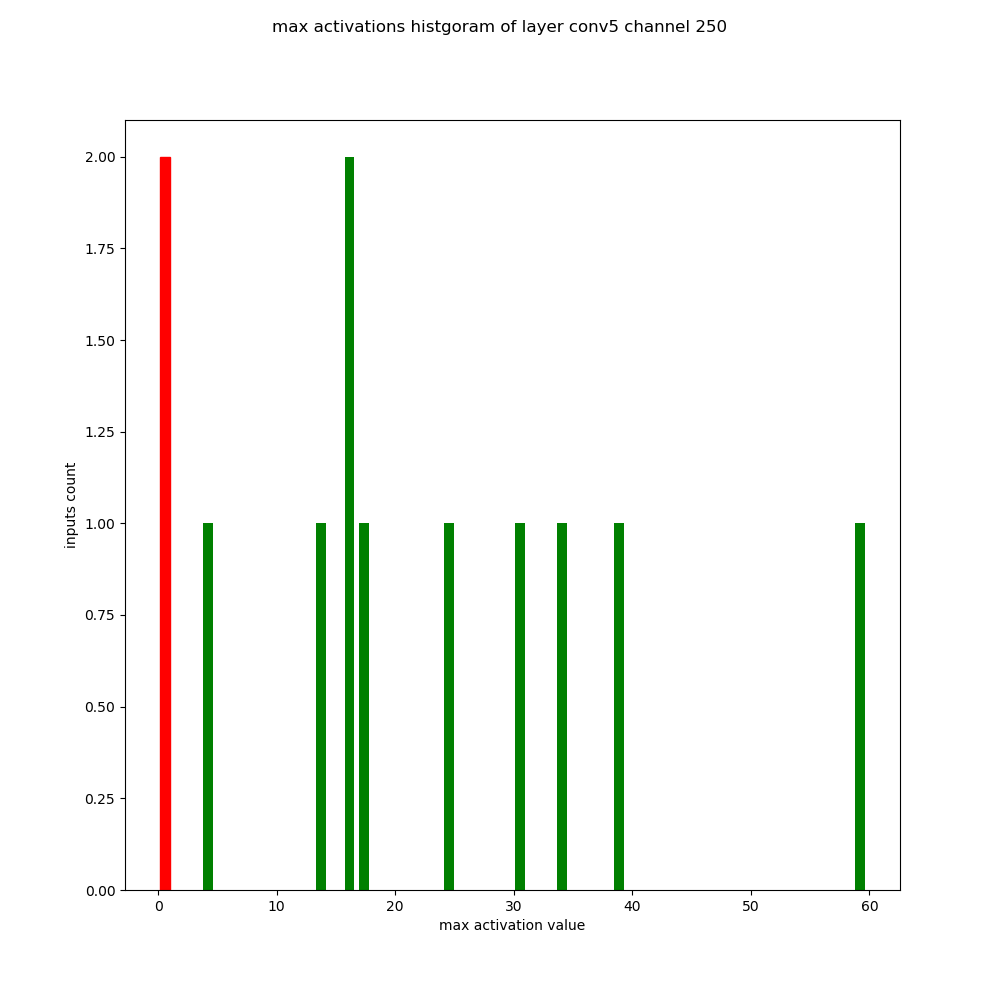 max activations histgoram of layer conv5 channel 250
2.00
1.75
1.50
1.25
1.00
0.75
0.50
0.25
0.00
inputs count
0 10 20 30 40 50 60
max activation value